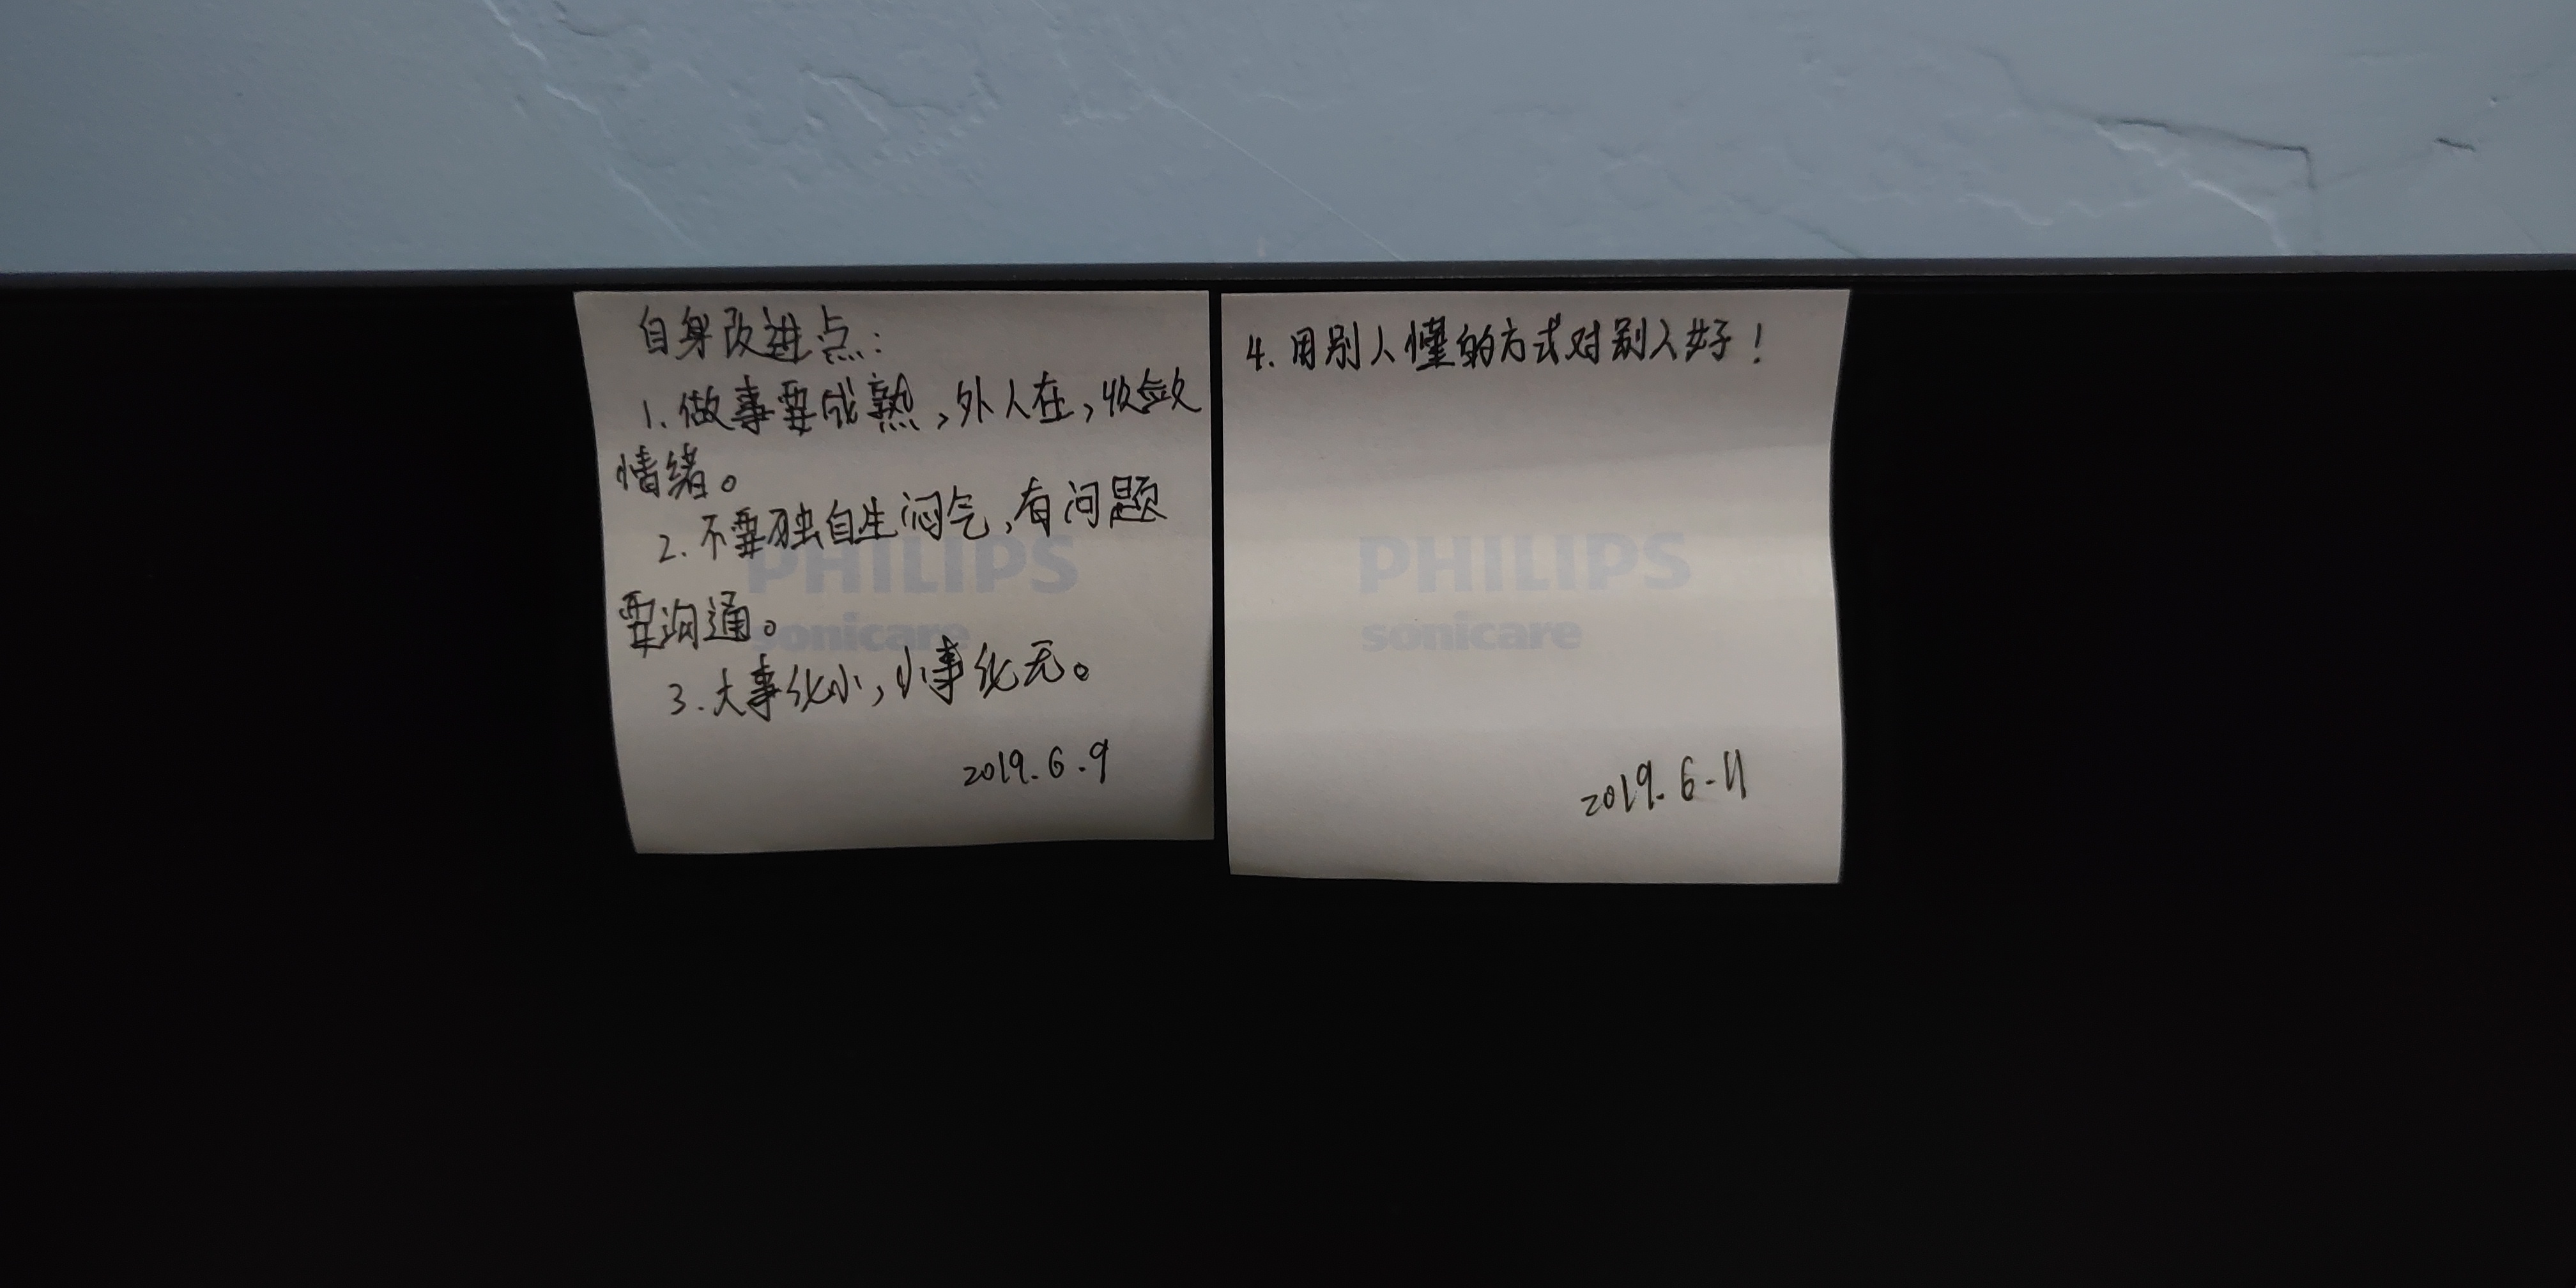 自身改进点：
1. 做事要成熟，外人在，收敛
情绪。
2. 不要独自生闷气，有问题
要沟通。
3. 大事化小，小事化无。
2019.6.9
PHILIPS
sonicare
4. 用别人懂的方式对别人好！
PHILIPS
sonicare
2019.6-11